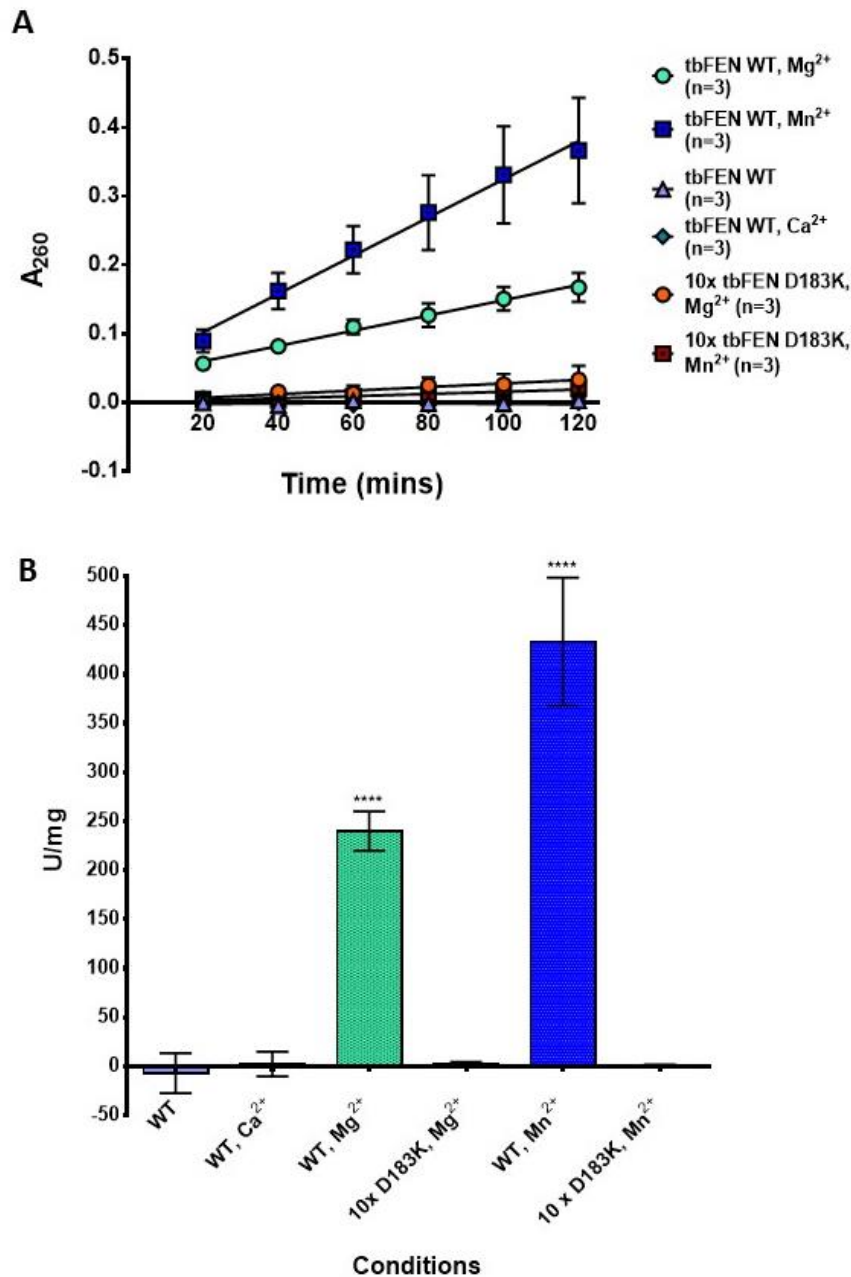 A
0.5
0.4
0.3
0.2
0.1
0.0
-0.1
A₂₆₀
20 40 60 80 100 120
Time (mins)
tbFEN WT, Mg²⁺
(n=3)
tbFEN WT, Mn²⁺
(n=3)
tbFEN WT
(n=3)
tbFEN WT, Ca²⁺
(n=3)
10x tbFEN D183K,
Mg²⁺ (n=3)
10x tbFEN D183K,
Mn²⁺ (n=3)
B
500
450
400
350
300
250
200
150
100
50
0
-50
U/mg
****
****
WT
WT, Ca²⁺
WT, Mg²⁺
10x D183K, Mg²⁺
WT, Mn²⁺
10 x D183K, Mn²⁺
Conditions